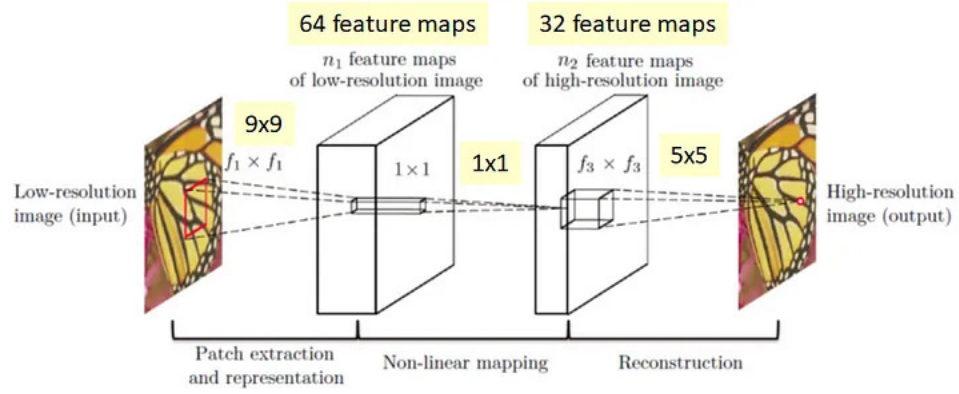 64 feature maps
32 feature maps
n₁ feature maps
of low-resolution image
n₂ feature maps
of high-resolution image
9x9
f₁ × f₁
1×1
1x1
f₃ × f₃
5x5
Low-resolution
image (input)
High-resolution
image (output)
Patch extraction
and representation
Non-linear mapping
Reconstruction